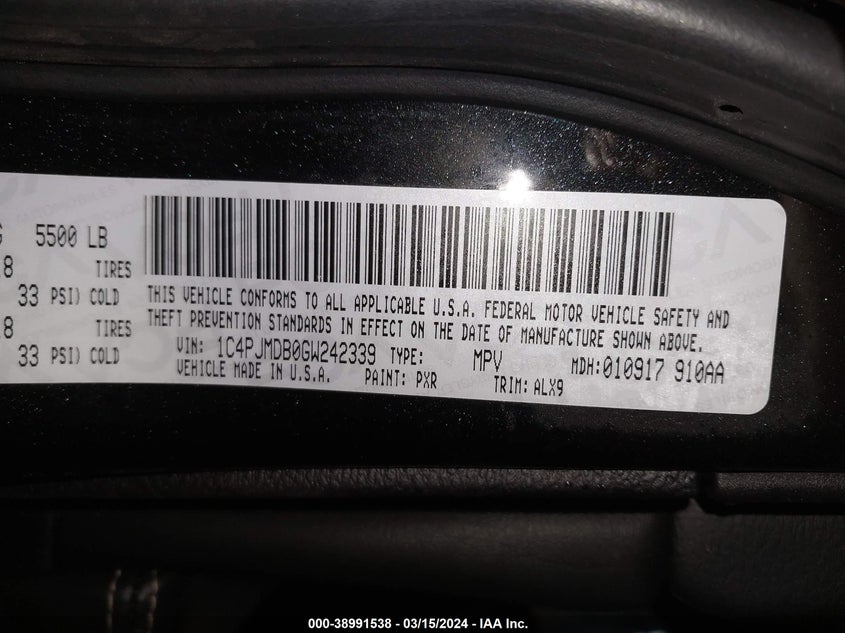 5500 LB
8 TIRES
33 PSI) COLD
8 TIRES
33 PSI) COLD
THIS VEHICLE CONFORMS TO ALL APPLICABLE U.S.A. FEDERAL MOTOR VEHICLE SAFETY AND
THEFT PREVENTION STANDARDS IN EFFECT ON THE DATE OF MANUFACTURE SHOWN ABOVE.
VIN: 1C4PJMDB0GW242339 TYPE: MPV MDH:010917 910AA
VEHICLE MADE IN U.S.A. PAINT: PXR TRIM: ALX9
000-38991538 - 03/15/2024 - IAA Inc.